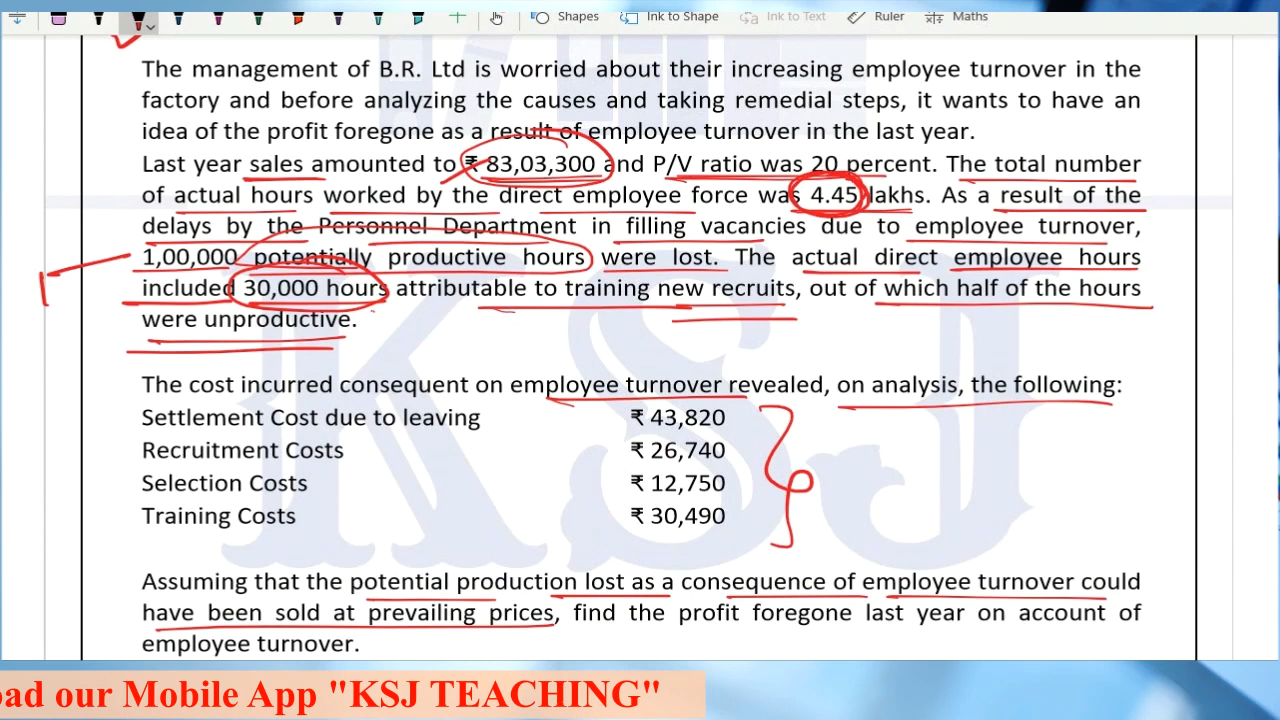 Shapes Ink to Shape Ink to Text Ruler Maths
The management of B.R. Ltd is worried about their increasing employee turnover in the
factory and before analyzing the causes and taking remedial steps, it wants to have an
idea of the profit foregone as a result of employee turnover in the last year.
Last year sales amounted to ₹ 83,03,300 and P/V ratio was 20 percent. The total number
of actual hours worked by the direct employee force was 4.45 lakhs. As a result of the
delays by the Personnel Department in filling vacancies due to employee turnover,
1,00,000 potentially productive hours were lost. The actual direct employee hours
included 30,000 hours attributable to training new recruits, out of which half of the hours
were unproductive.
The cost incurred consequent on employee turnover revealed, on analysis, the following:
Settlement Cost due to leaving ₹ 43,820
Recruitment Costs ₹ 26,740
Selection Costs ₹ 12,750
Training Costs ₹ 30,490
Assuming that the potential production lost as a consequence of employee turnover could
have been sold at prevailing prices, find the profit foregone last year on account of
employee turnover.
KSJ
oad our Mobile App "KSJ TEACHING"